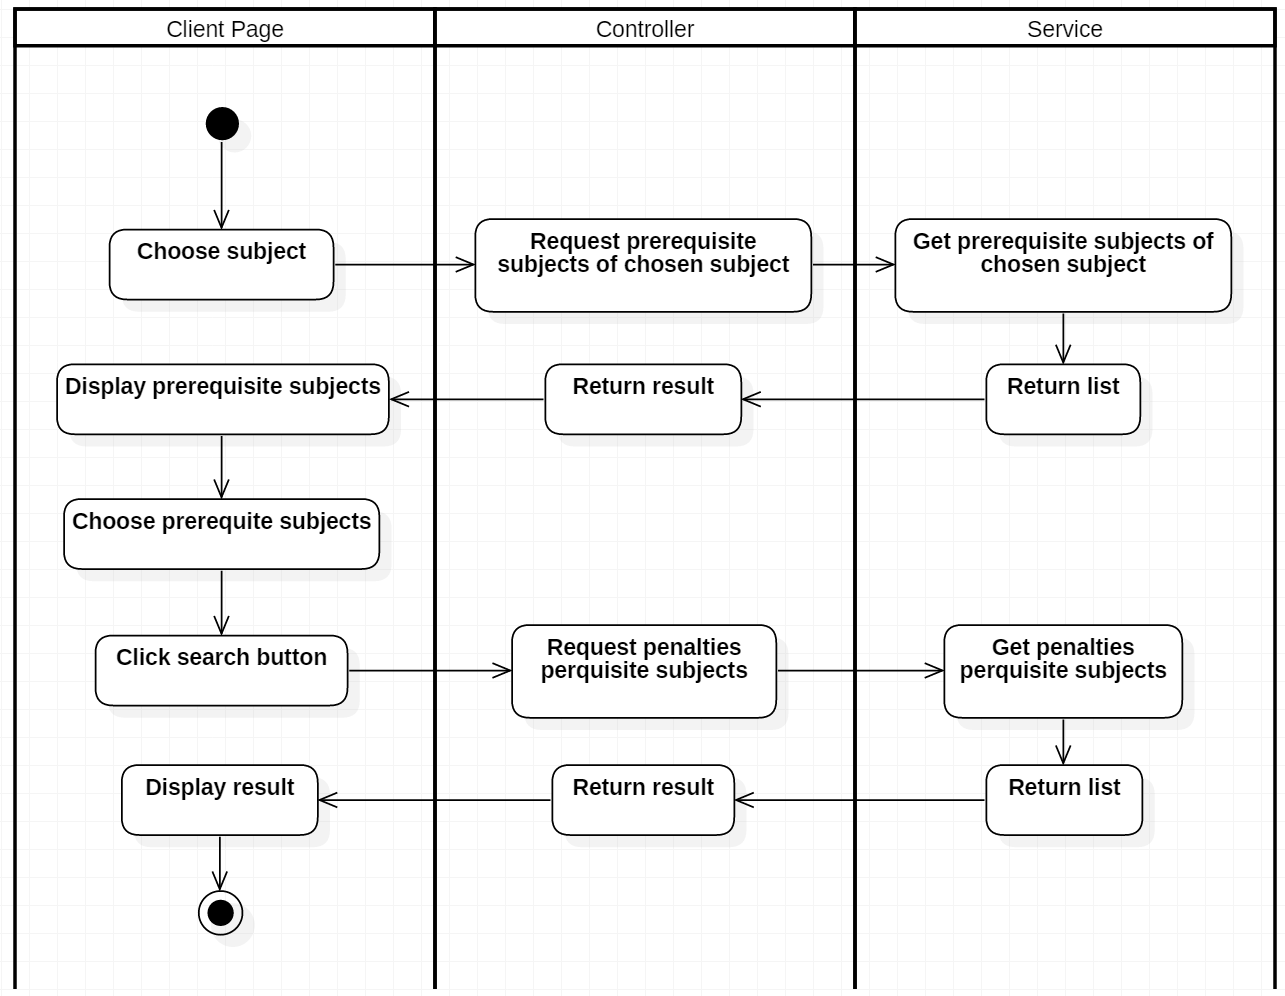 Client Page
Controller
Service
Choose subject
Request prerequisite
subjects of chosen subject
Get prerequisite subjects of
chosen subject
Display prerequisite subjects
Return result
Return list
Choose prerequite subjects
Click search button
Request penalties
perquisite subjects
Get penalties
perquisite subjects
Display result
Return result
Return list